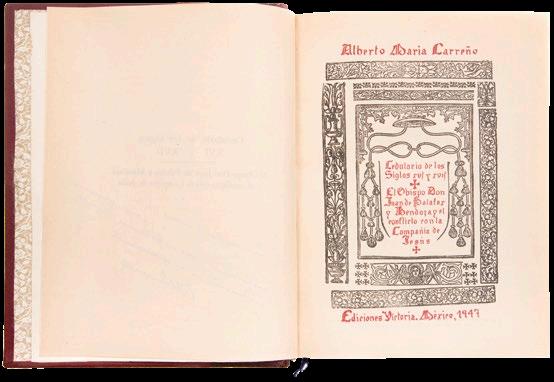 Alberto María Carreño
Cedulario de los
Siglos xvi y xvii
El Obispo Don
Juan de Palafox
y Mendoza y el
conflicto con la
Compañía de
Jesús
Ediciones Victoria. México, 1947